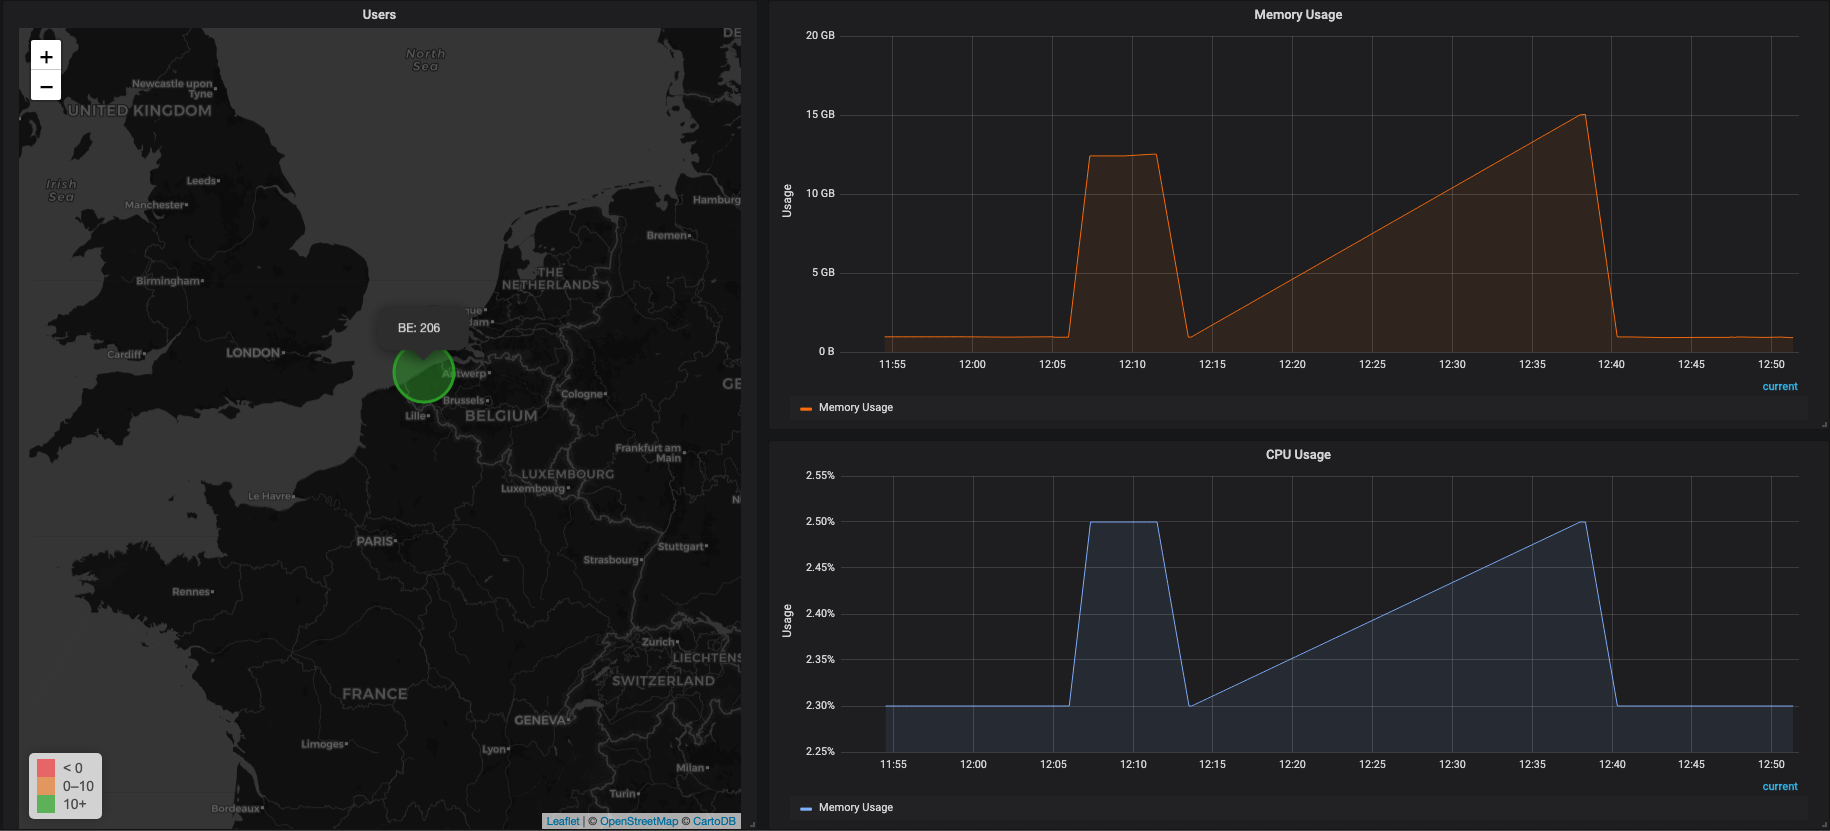 Users
+
−
North
Sea
DE
Newcastle upon
Tyne
UNITED KINGDOM
Irish
Sea
Leeds
Manchester
Hamburg
Bremen
Birmingham
THE
NETHERLANDS
BE: 206
Cardiff
LONDON
Antwerp
Brussels
Lille
BELGIUM
Cologne
GE
Frankfurt am
Main
LUXEMBOURG
Luxembourg
Le Havre
PARIS
Stuttgart
Strasbourg
Rennes
Zurich
LIECHTENS
SWITZERLAND
FRANCE
GENEVA
Limoges
Lyon
Milan
Turin
Bordeaux
< 0
0–10
10+
Leaflet | © OpenStreetMap © CartoDB
Memory Usage
20 GB
15 GB
10 GB
5 GB
0 B
Usage
11:55 12:00 12:05 12:10 12:15 12:20 12:25 12:30 12:35 12:40 12:45 12:50
current
Memory Usage
CPU Usage
2.55%
2.50%
2.45%
2.40%
2.35%
2.30%
2.25%
Usage
11:55 12:00 12:05 12:10 12:15 12:20 12:25 12:30 12:35 12:40 12:45 12:50
current
Memory Usage